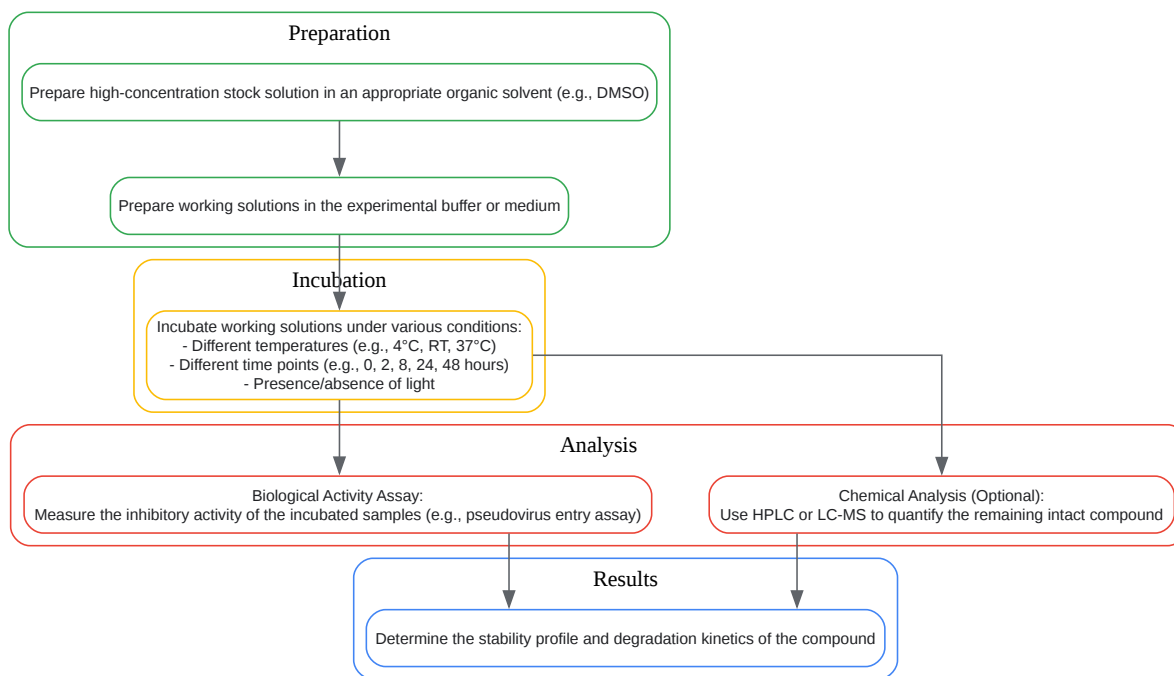 Preparation
Prepare high-concentration stock solution in an appropriate organic solvent (e.g., DMSO)
Prepare working solutions in the experimental buffer or medium
Incubation
Incubate working solutions under various conditions:
- Different temperatures (e.g., 4°C, RT, 37°C)
- Different time points (e.g., 0, 2, 8, 24, 48 hours)
- Presence/absence of light
Analysis
Biological Activity Assay:
Measure the inhibitory activity of the incubated samples (e.g., pseudovirus entry assay)
Chemical Analysis (Optional):
Use HPLC or LC-MS to quantify the remaining intact compound
Results
Determine the stability profile and degradation kinetics of the compound